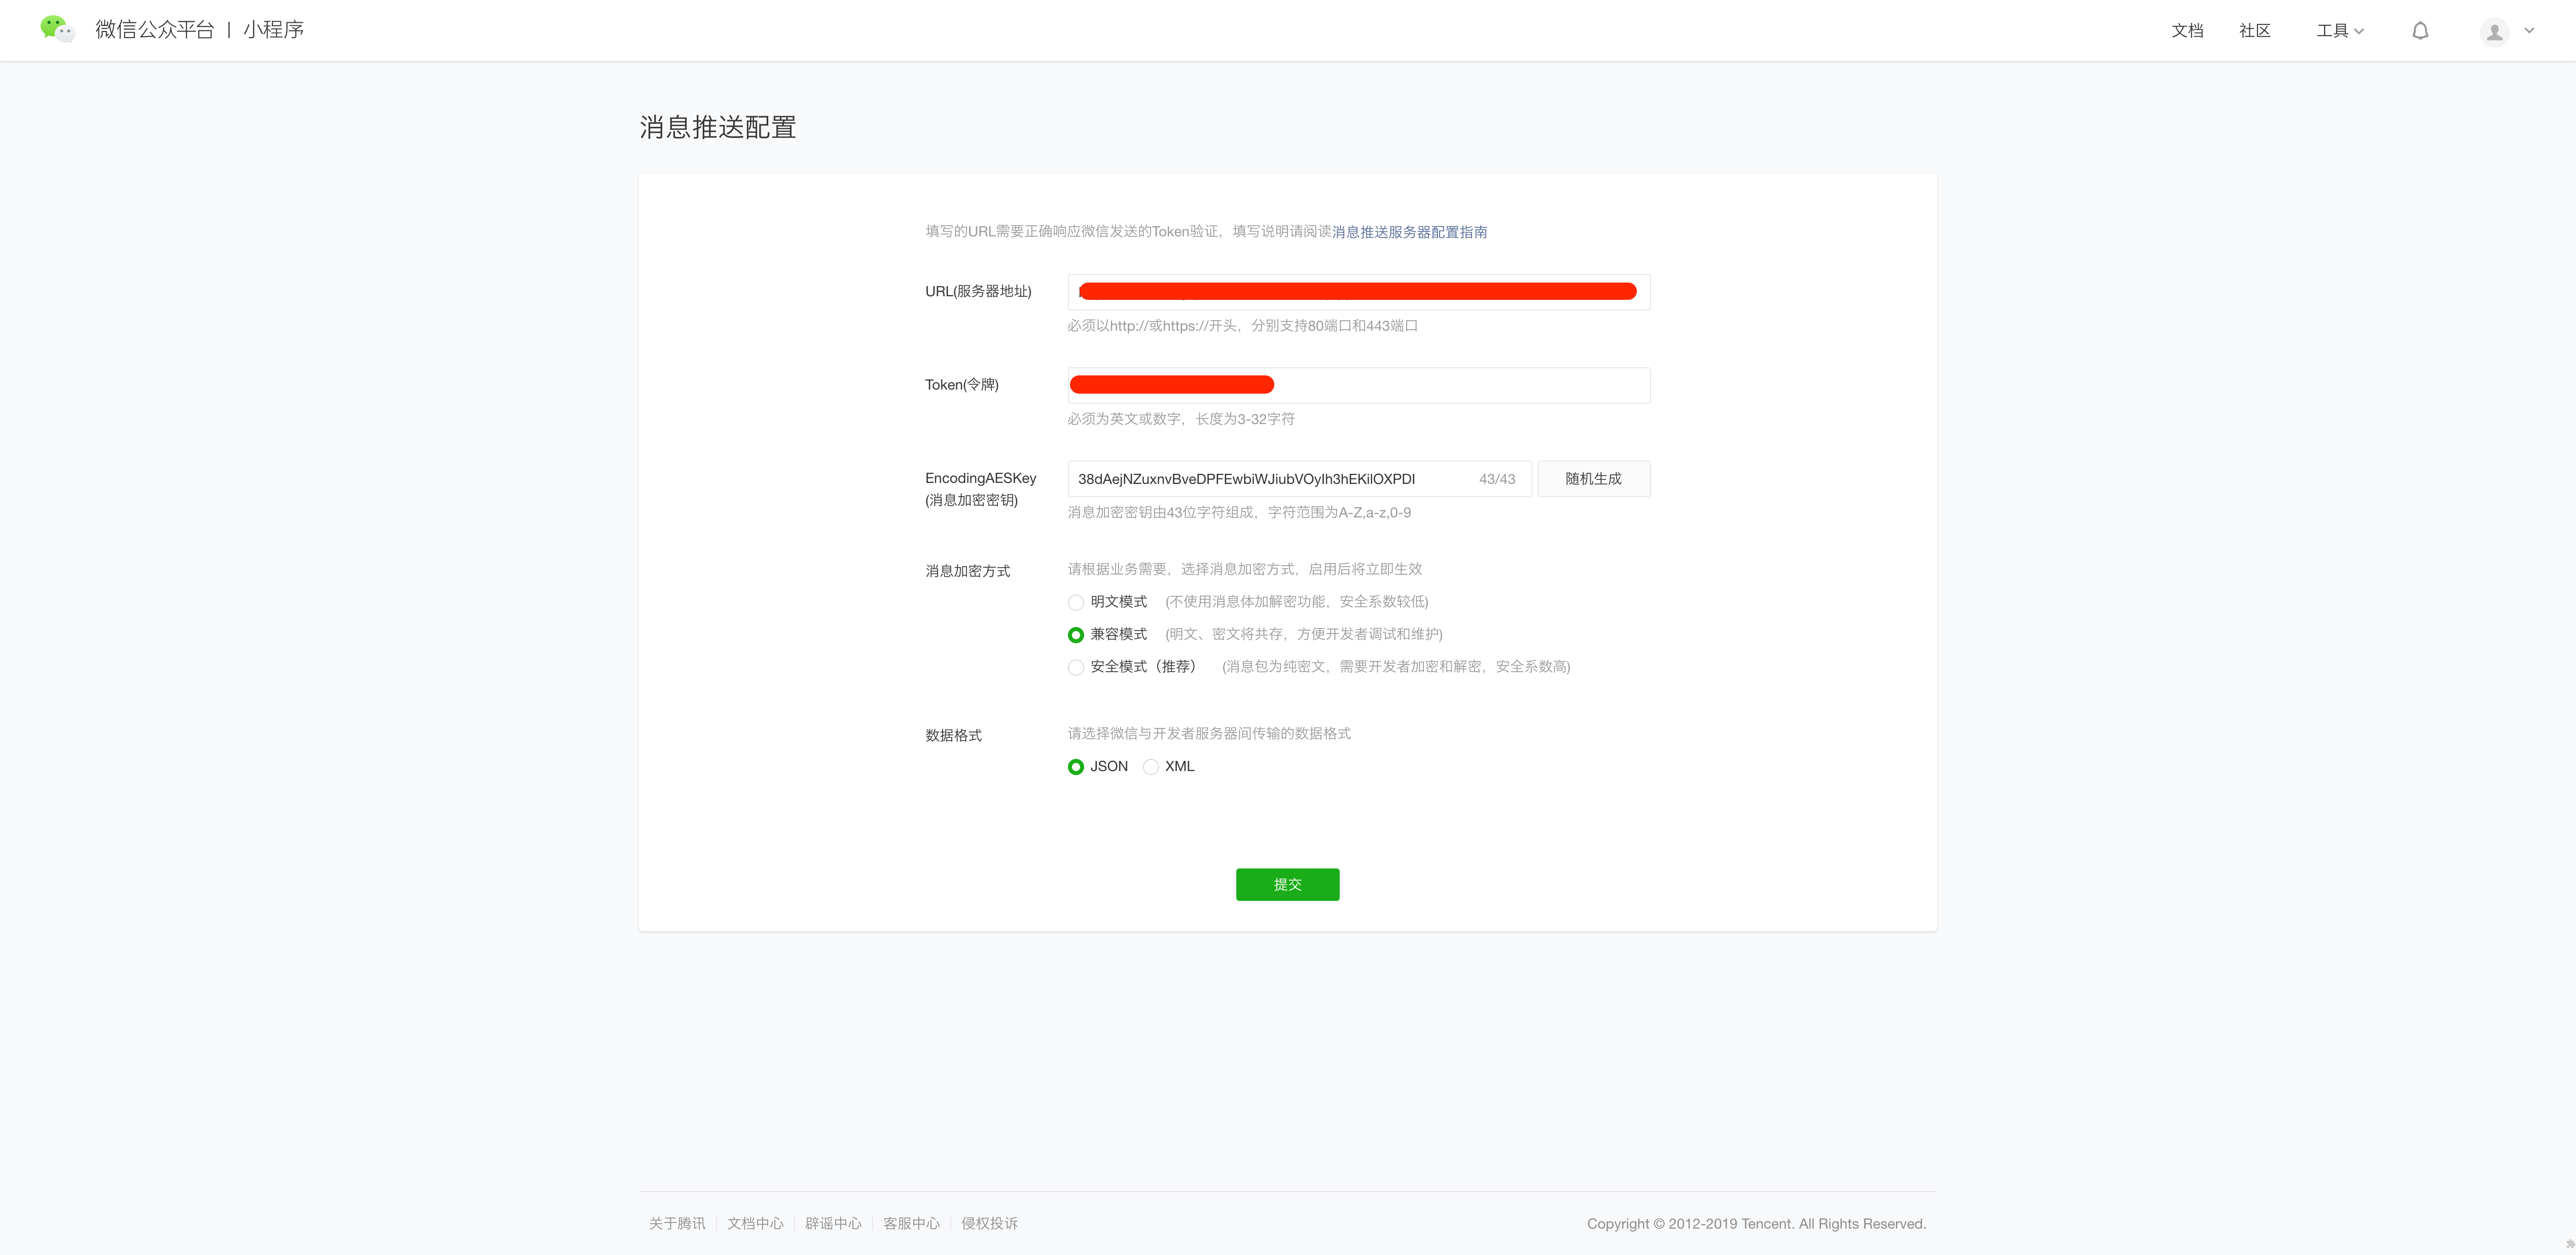 微信公众平台 | 小程序
文档 社区 工具
消息推送配置
填写的URL需要正确响应微信发送的Token验证，填写说明请阅读消息推送服务器配置指南
URL(服务器地址)
必须以http://或https://开头，分别支持80端口和443端口
Token(令牌)
必须为英文或数字，长度为3-32字符
EncodingAESKey
(消息加密密钥)
38dAejNZuxnvBveDPFEwbiWJiubVOyIh3hEKilOXPDI 43/43 随机生成
消息加密密钥由43位字符组成，字符范围为A-Z,a-z,0-9
消息加密方式
请根据业务需要，选择消息加密方式，启用后将立即生效
明文模式 (不使用消息体加解密功能，安全系数较低)
兼容模式 (明文、密文将共存，方便开发者调试和维护)
安全模式（推荐） (消息包为纯密文，需要开发者加密和解密，安全系数高)
数据格式
请选择微信与开发者服务器间传输的数据格式
JSON XML
提交
关于腾讯 文档中心 辟谣中心 客服中心 侵权投诉
Copyright © 2012-2019 Tencent. All Rights Reserved.